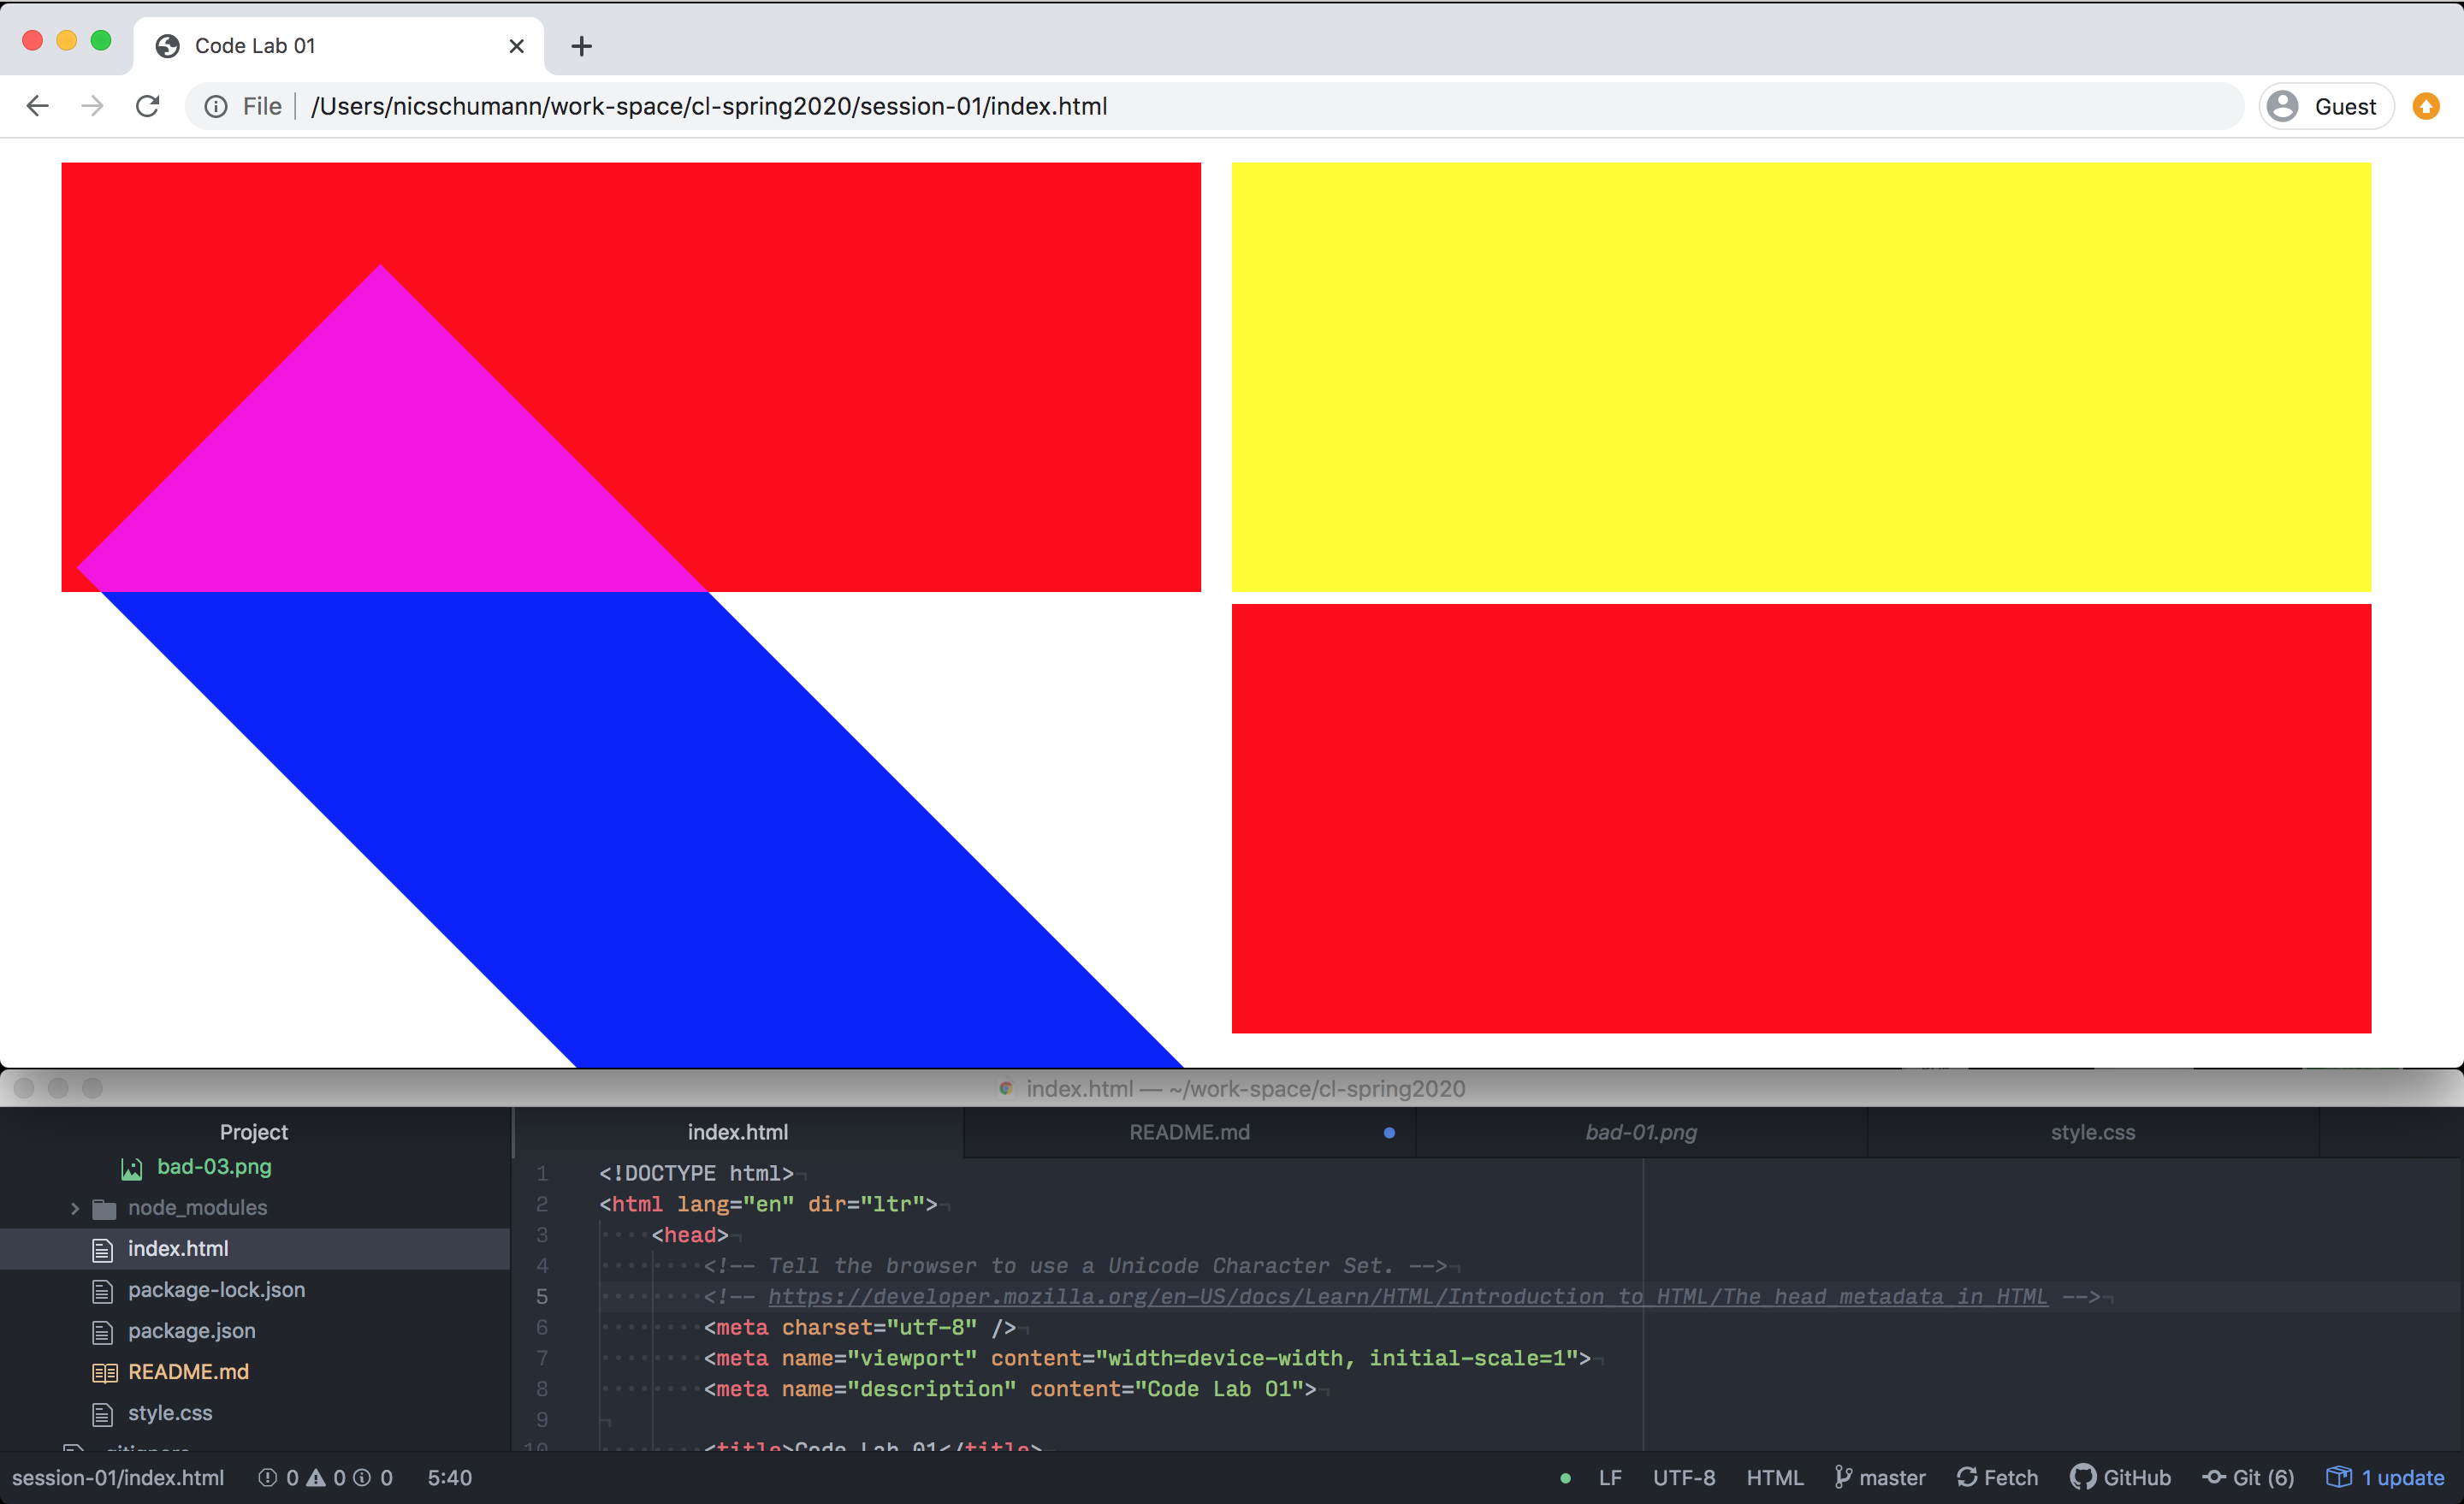 Code Lab 01
File | /Users/nicschumann/work-space/cl-spring2020/session-01/index.html
Guest
index.html — ~/work-space/cl-spring2020
Project
index.html
README.md
bad-01.png
style.css
bad-03.png
node_modules
index.html
package-lock.json
package.json
README.md
style.css
.gitignore
1 <!DOCTYPE html>
2 <html lang="en" dir="ltr">
3 <head>
4 <!-- Tell the browser to use a Unicode Character Set. -->
5 <!-- https://developer.mozilla.org/en-US/docs/Learn/HTML/Introduction_to_HTML/The_head_metadata_in_HTML -->
6 <meta charset="utf-8" />
7 <meta name="viewport" content="width=device-width, initial-scale=1">
8 <meta name="description" content="Code Lab 01">
9
10 <title>Code Lab 01</title>
session-01/index.html 0 0 0 5:40
LF UTF-8 HTML master Fetch GitHub Git (6) 1 update